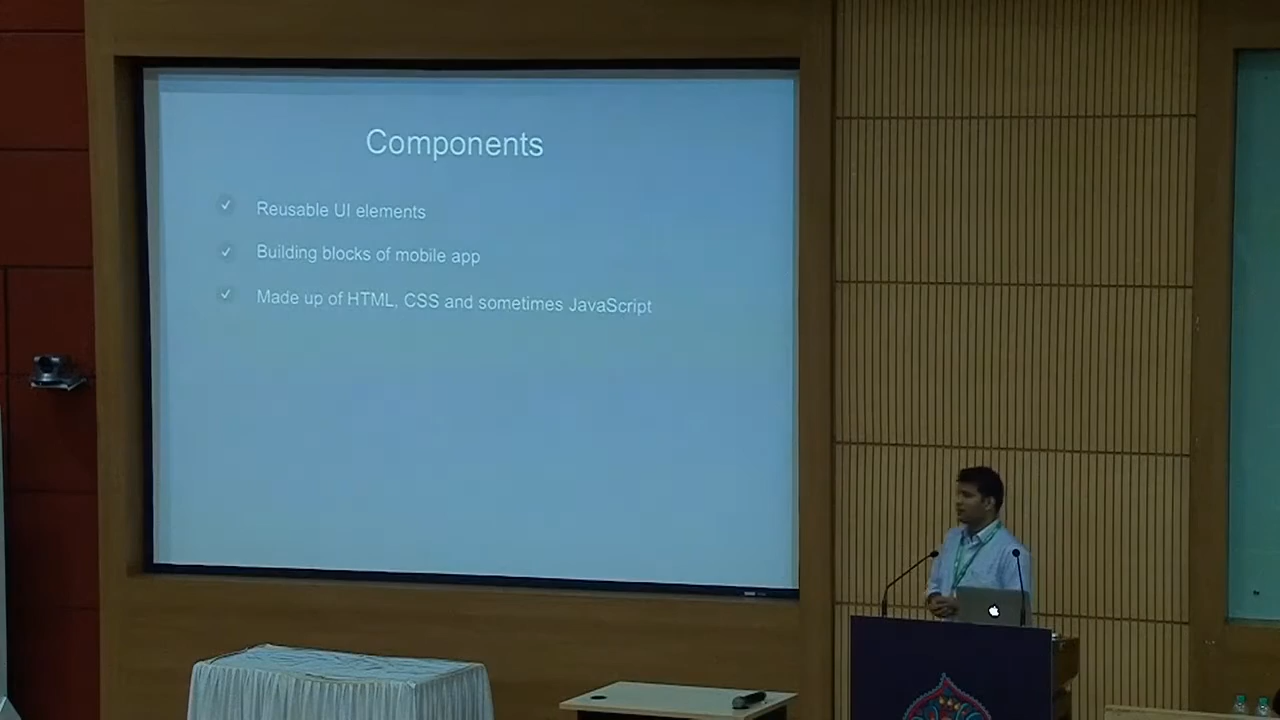 Components
Reusable UI elements
Building blocks of mobile app
Made up of HTML, CSS and sometimes JavaScript